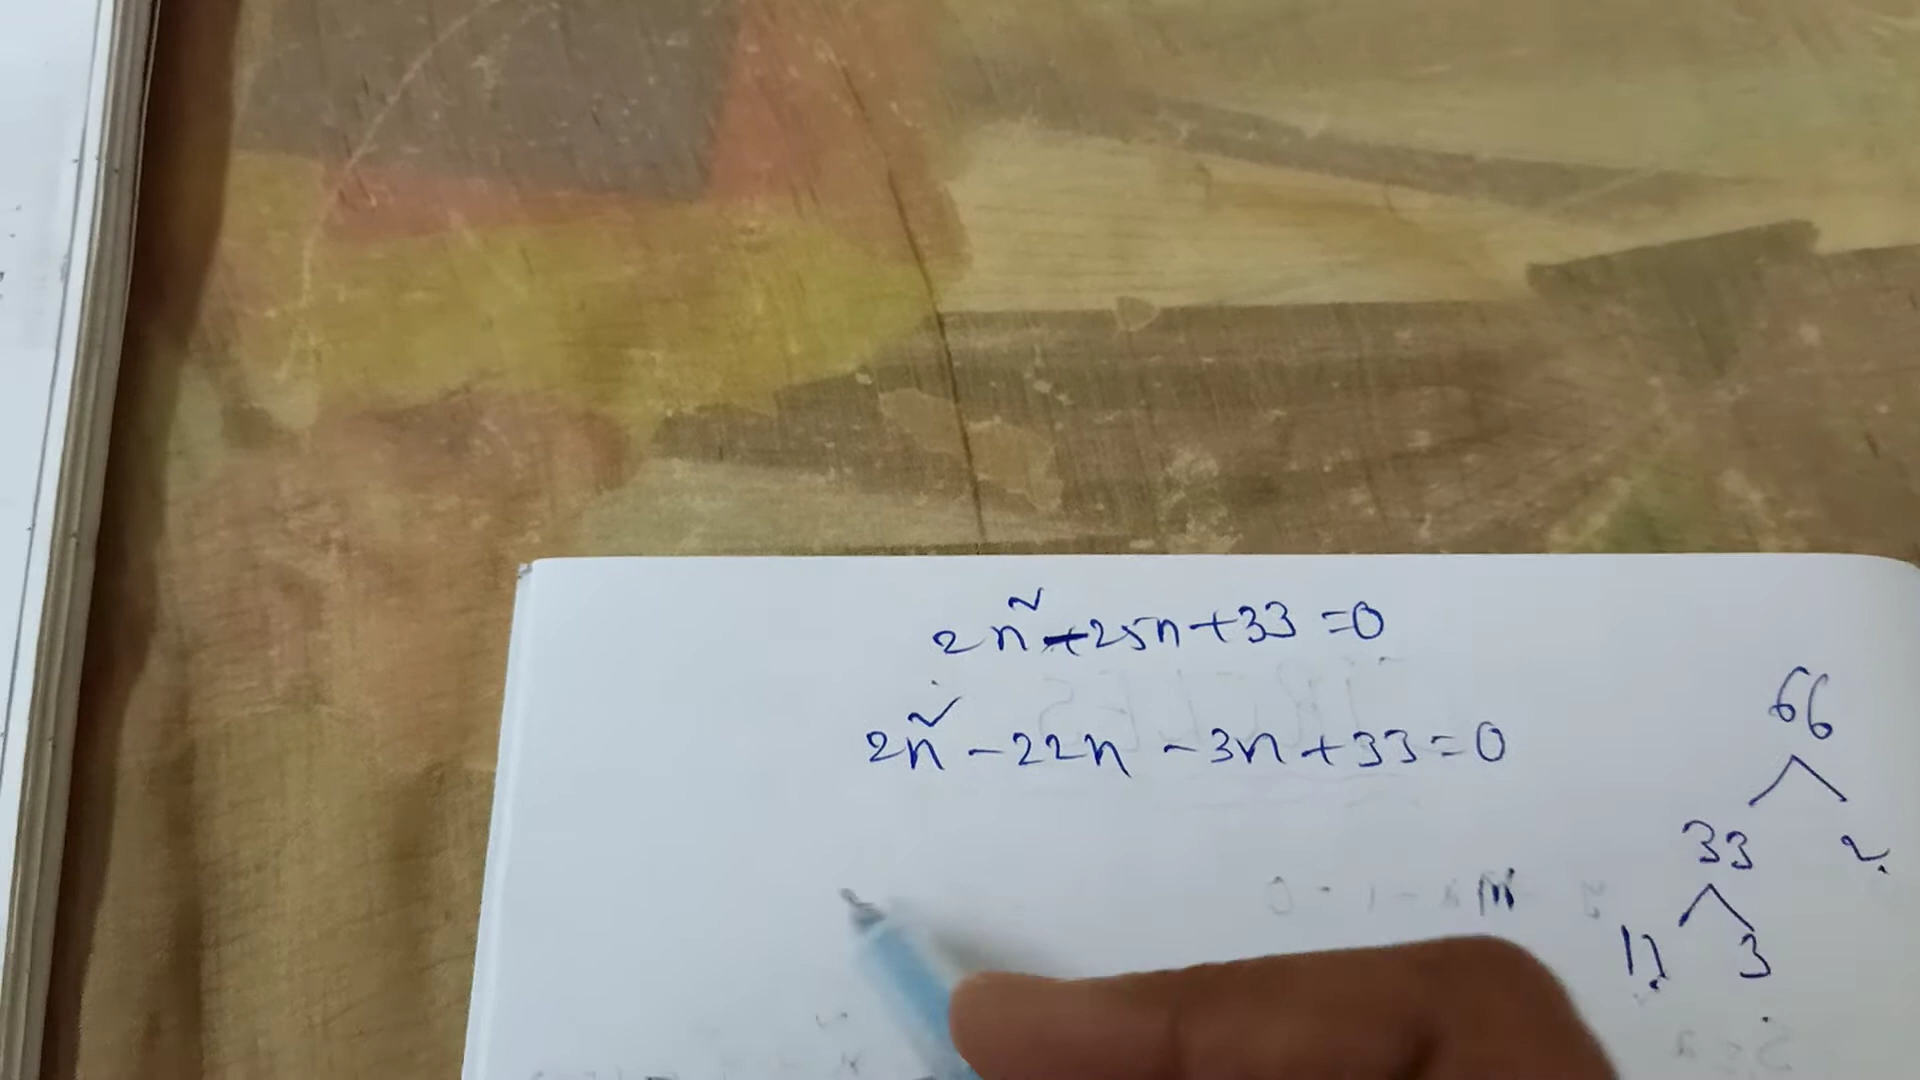 2n² - 25n + 33 = 0
2n² - 22n - 3n + 33 = 0
66
33 2
11 3